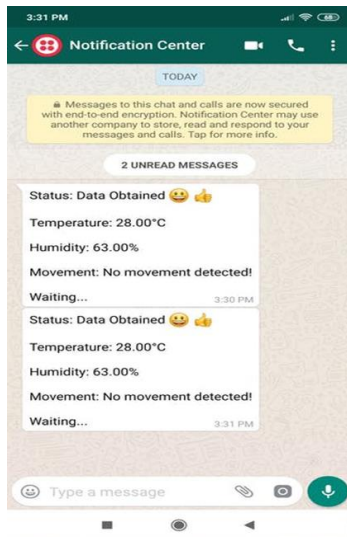 3:31 PM
68
Notification Center
TODAY
Messages to this chat and calls are now secured
with end-to-end encryption. Notification Center may use
another company to store, read and respond to your
messages and calls. Tap for more info.
2 UNREAD MESSAGES
Status: Data Obtained 😀 👍
Temperature: 28.00°C
Humidity: 63.00%
Movement: No movement detected!
Waiting... 3:30 PM
Status: Data Obtained 😀 👍
Temperature: 28.00°C
Humidity: 63.00%
Movement: No movement detected!
Waiting... 3:31 PM
Type a message